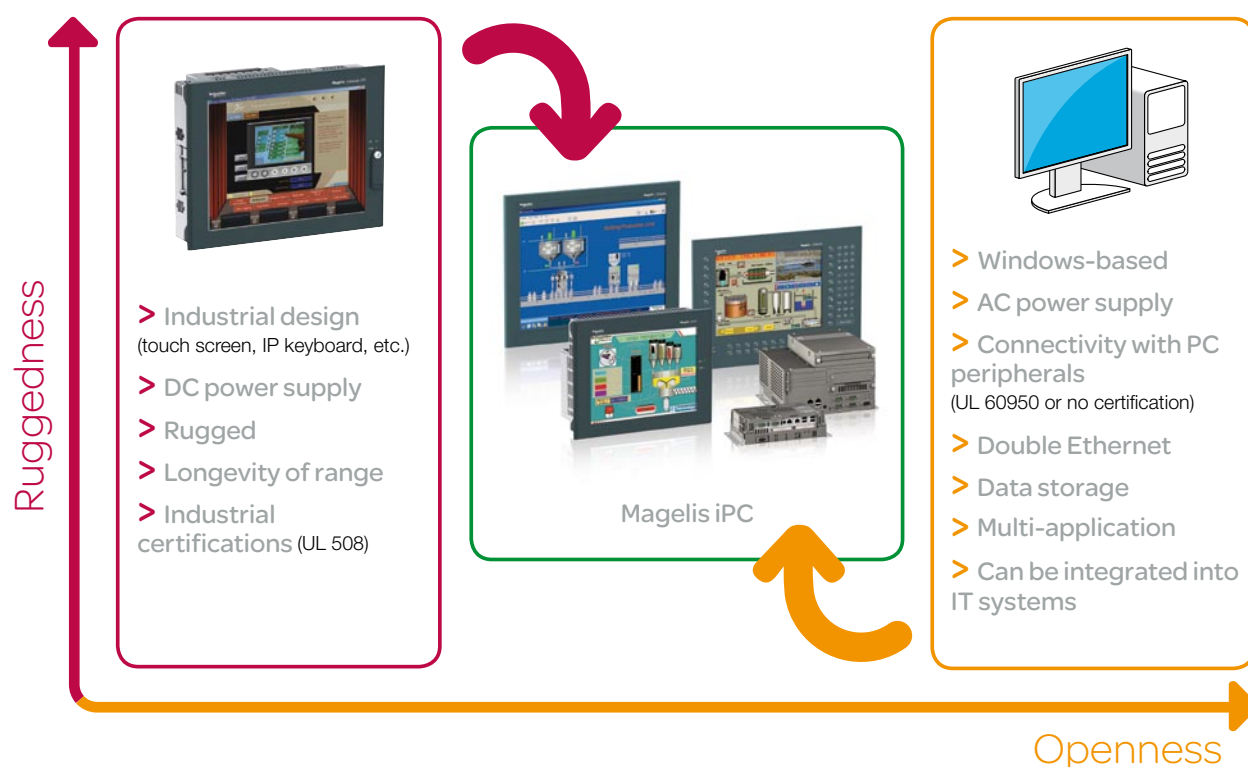 Ruggedness
> Industrial design
(touch screen, IP keyboard, etc.)
> DC power supply
> Rugged
> Longevity of range
> Industrial
certifications (UL 508)
Magelis iPC
> Windows-based
> AC power supply
> Connectivity with PC
peripherals
(UL 60950 or no certification)
> Double Ethernet
> Data storage
> Multi-application
> Can be integrated into
IT systems
Openness